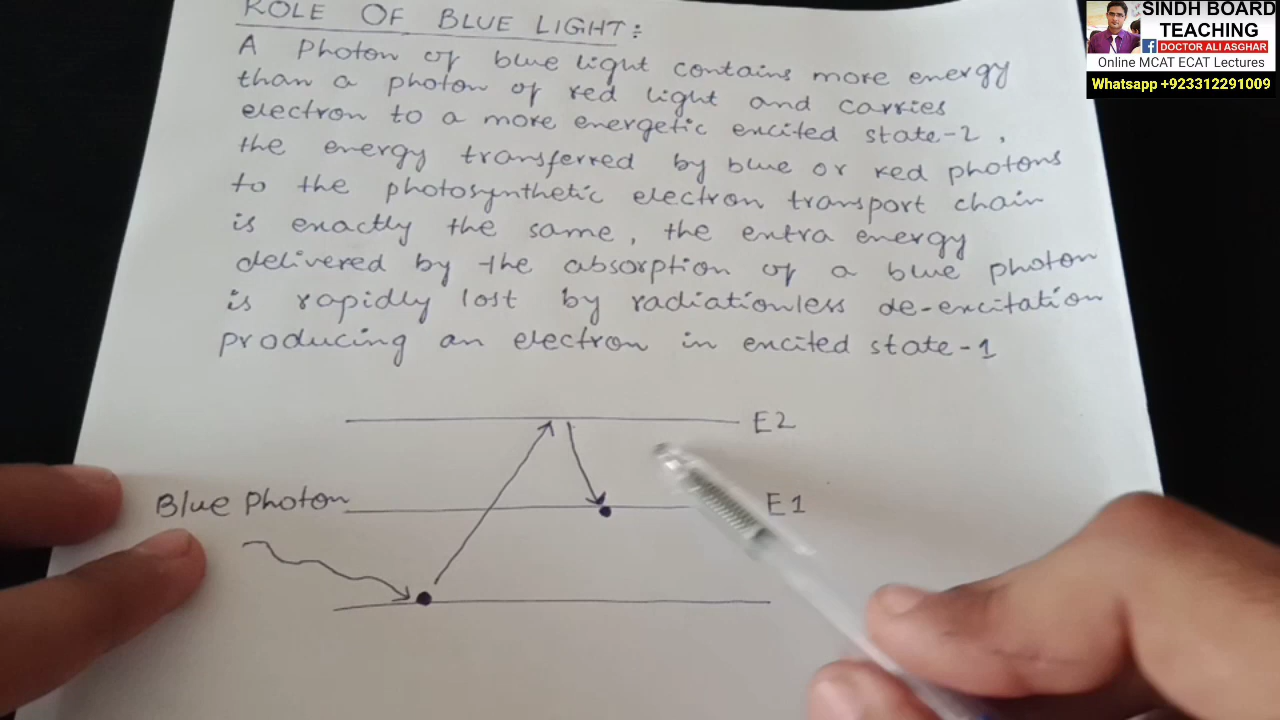 ROLE OF BLUE LIGHT:
A Photon of blue light contains more energy
than a photon of red light and carries
electron to a more energetic excited state-2,
the energy transferred by blue or red photons
to the photosynthetic electron transport chain
is exactly the same, the extra energy
delivered by the absorption of a blue photon
is rapidly lost by radiationless de-excitation
producing an electron in excited state-1
E2
Blue Photon
E1
SINDH BOARD
TEACHING
f DOCTOR ALI ASGHAR
Online MCAT ECAT Lectures
Whatsapp +923312291009